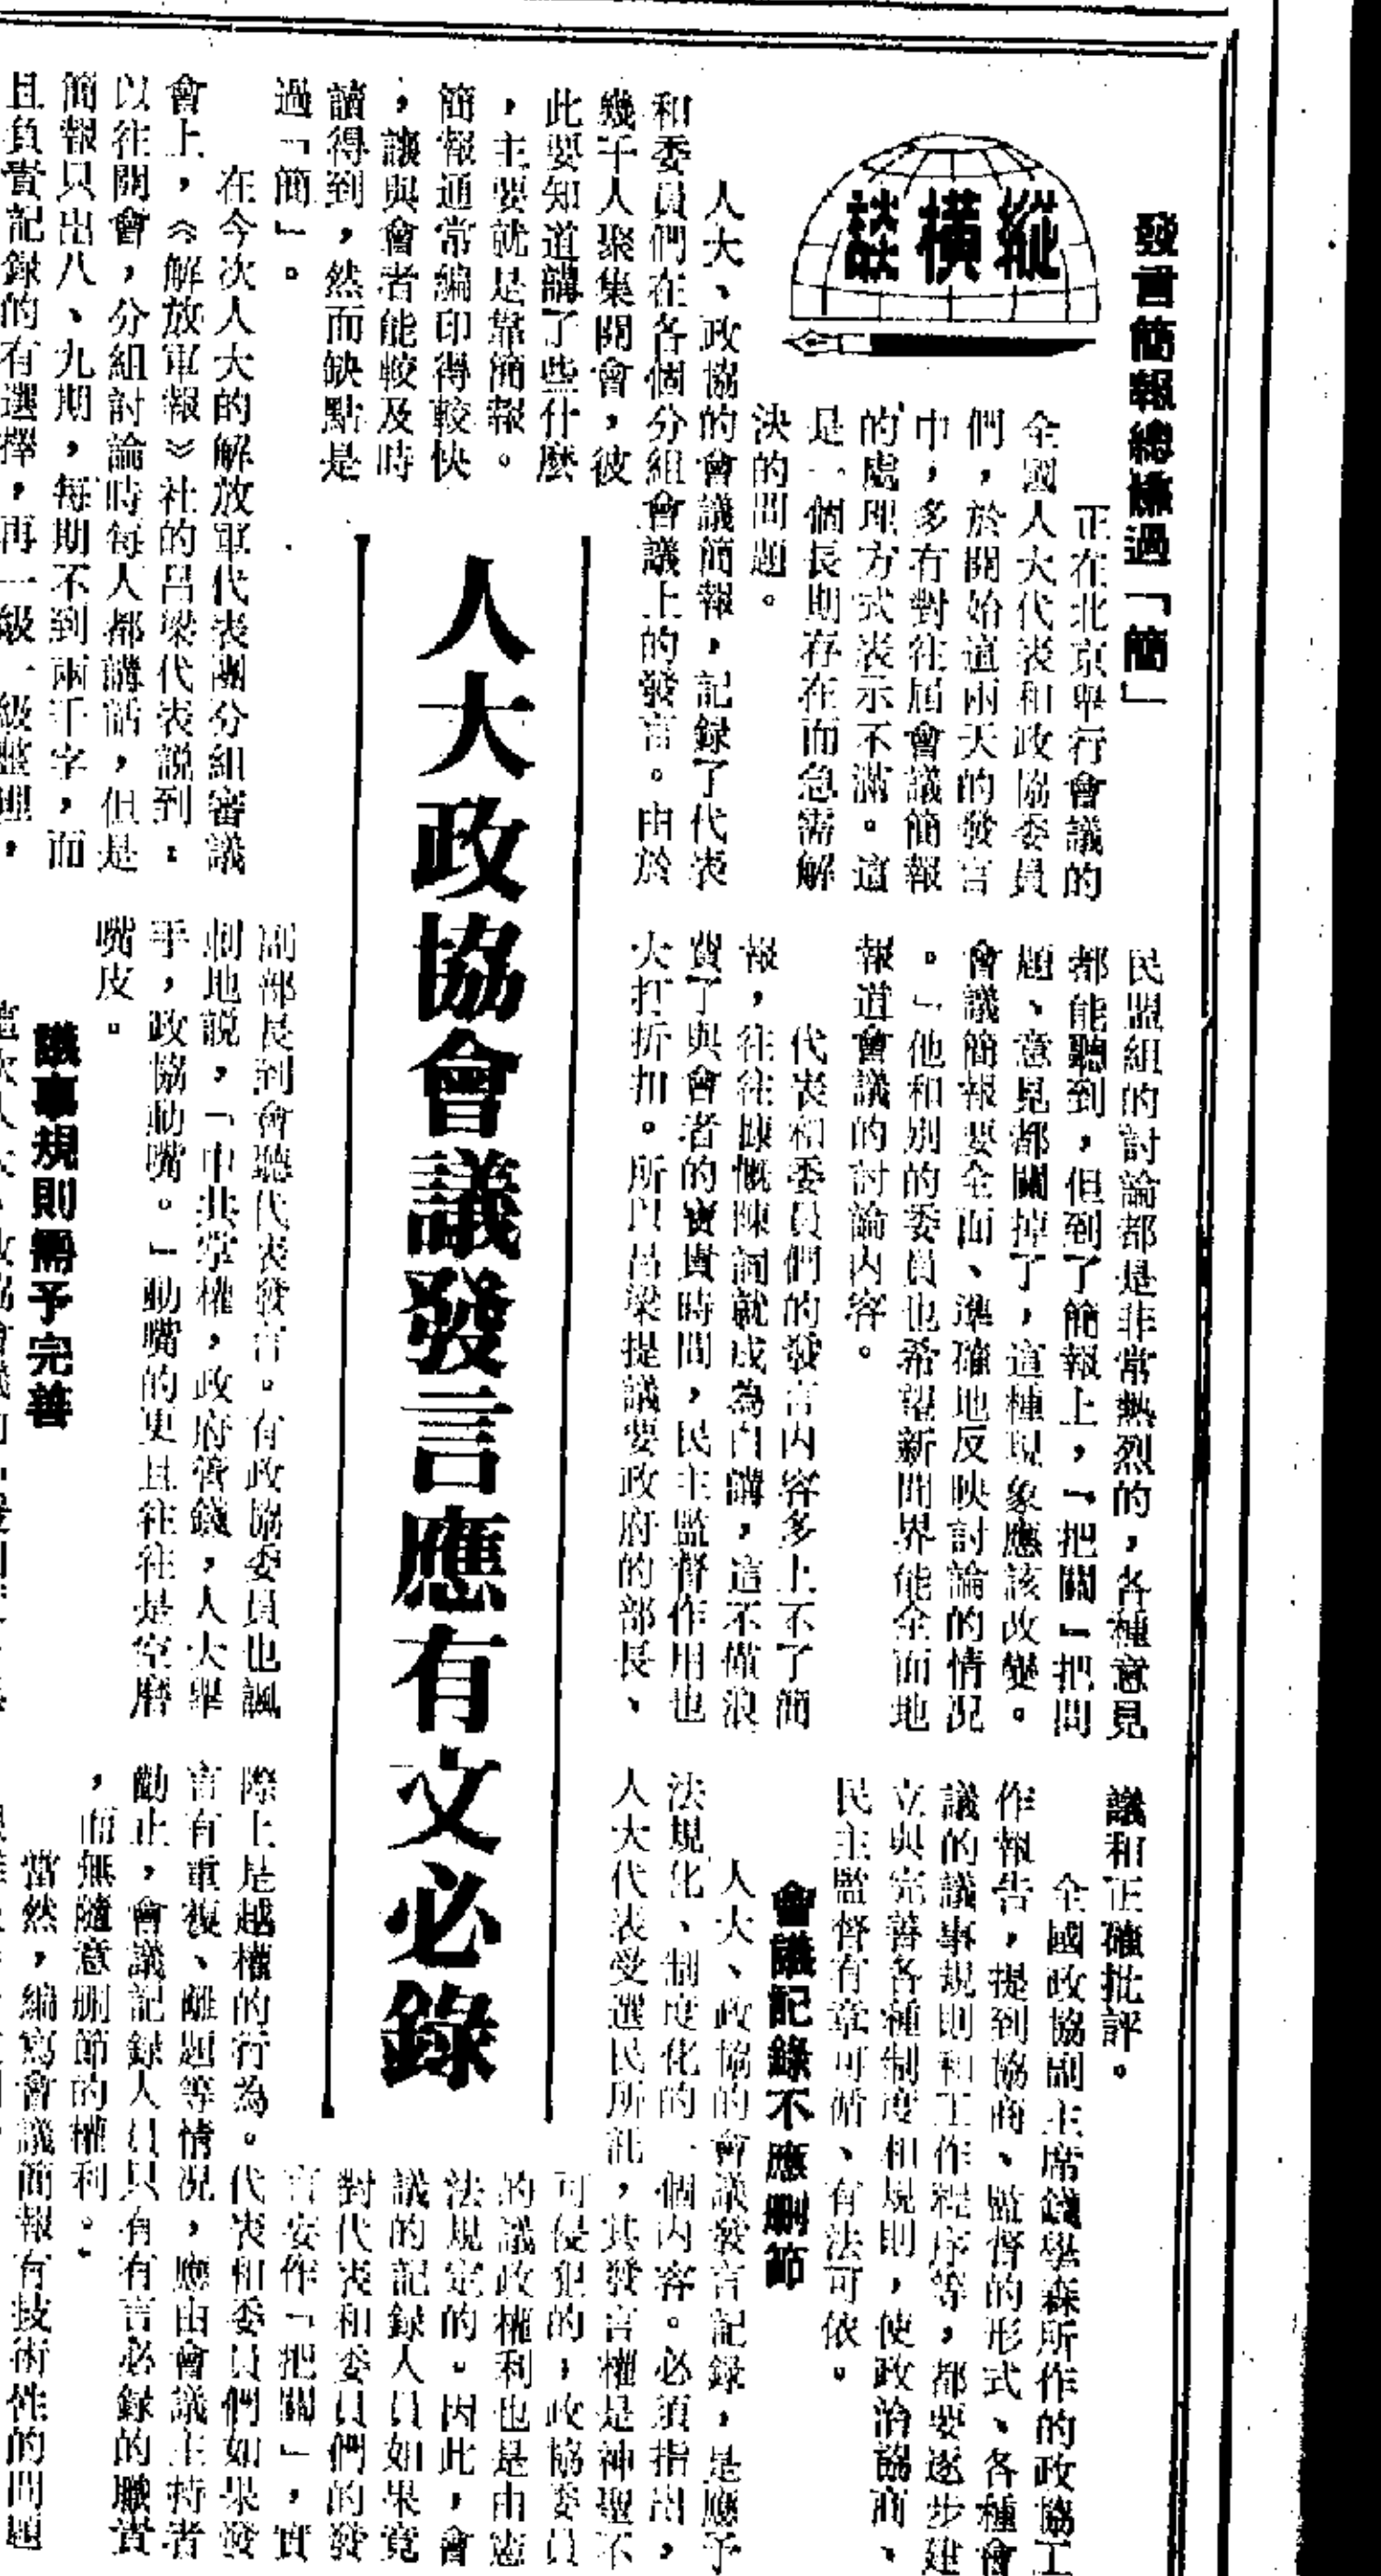 人大政協會議發言應有文必錄
縱橫談
發言簡報總嫌過「簡」
正在北京舉行會議的
全國人大代表和政協委員
們，於開始這兩天的發言
中，多有對往屆會議簡報
的處理方式表示不滿。這
是一個長期存在而急需解
決的問題。
人大、政協的會議簡報，記録了代表
和委員們在各個分組會議上的發言。由於
幾千人聚集開會，彼
此要知道講了些什麼
，主要就是靠簡報。
簡報通常編印得較快
，讓與會者能較及時
讀得到，然而缺點是
過「簡」。
在今次人大的解放軍代表團分組審議
會上，《解放軍報》社的呂梁代表説到：
以往開會，分組討論時每人都講話，但是
簡報只出八、九期，每期不到兩千字，而
且負責記録的有選擇，再一級一級整理，
民盟組的討論都是非常熱烈的，各種意見
都能聽到，但到了簡報上，「把關」把問
題、意見都關掉了，這種現象應該改變。
會議簡報要全面、準確地反映討論的情況
。」他和別的委員也希望新聞界能全面地
報道會議的討論內容。
代表和委員們的發言內容多上不了簡
報，往往慷慨陳詞就成為白講，這不僅浪
費了與會者的寶貴時間，民主監督作用也
大打折扣。所以呂梁提議要政府的部長、
副部長到會聽代表發言。有政協委員也諷
刺地説，「中共掌權，政府管錢，人大舉
手，政協動嘴。」動嘴的更且往往是空磨
嘴皮。
議事規則需予完善
議和正確批評。
全國政協副主席錢學森所作的政協工
作報告，提到協商、監督的形式、各種會
議的議事規則和工作程序等，都要逐步建
立與完善各種制度和規則，使政治協商、
民主監督有章可循、有法可依。
會議記錄不應刪節
人大、政協的會議發言記録，是應予
法規化、制度化的一個內容。必須指出，
人大代表受選民所託，其發言權是神聖不
可侵犯的，政協委員
的議政權利也是由憲
法規定的。因此，會
議的記録人員如果竟
對代表和委員們的發
言妄作「把關」，實
際上是越權的行為。代表和委員們如果發
言有重複、離題等情況，應由會議主持者
勸止，會議記録人員只有有言必録的職責
，而無隨意刪節的權利。
當然，編寫會議簡報有技術性的問題